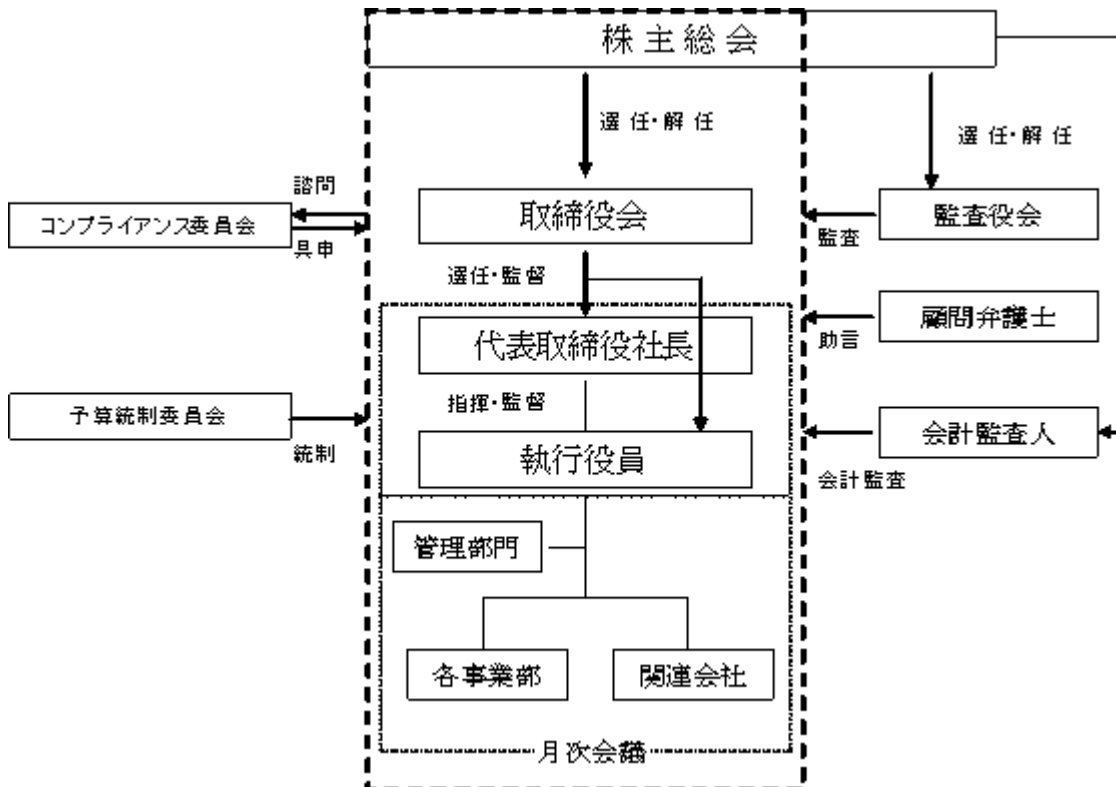 株主総会
選任・解任
選任・解任
諮問
コンプライアンス委員会
具申
取締役会
監査役会
監査
選任・監督
代表取締役社長
顧問弁護士
助言
予算統制委員会
統制
指揮・監督
執行役員
会計監査人
会計監査
管理部門
各事業部
関連会社
月次会議